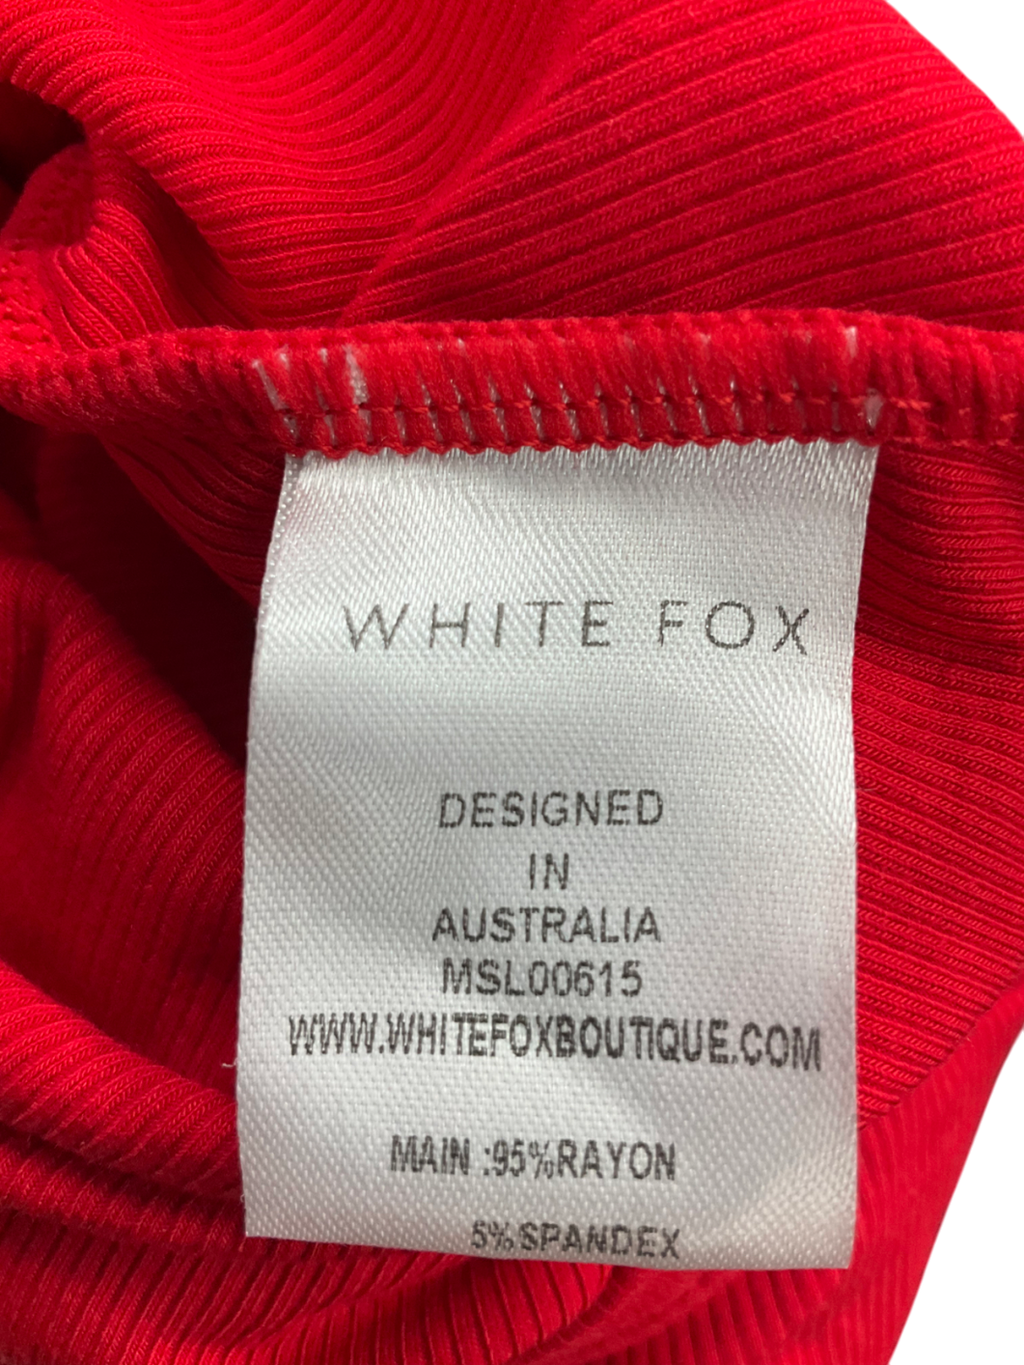 WHITE FOX
DESIGNED
IN
AUSTRALIA
MSL00615
WWW.WHITEFOXBOUTIQUE.COM
MAIN :95%RAYON
5%SPANDEX